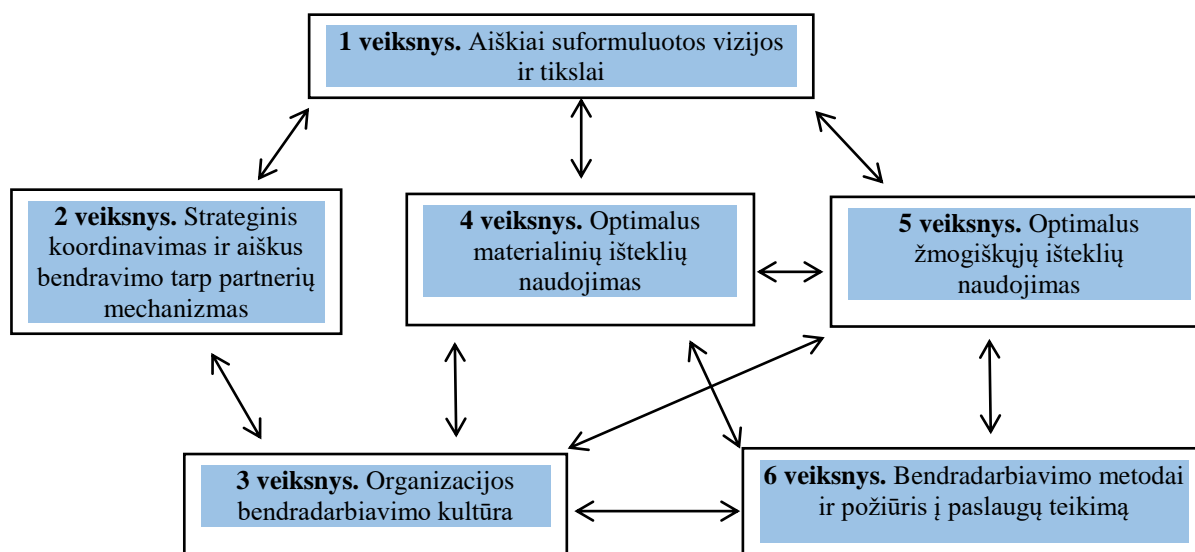 1 veiksnys. Aiškiai suformuluotos vizijos
ir tikslai
2 veiksnys. Strateginis
koordinavimas ir aiškus
bendravimo tarp partnerių
mechanizmas
4 veiksnys. Optimalus
materialinių išteklių
naudojimas
5 veiksnys. Optimalus
žmogiškųjų išteklių
naudojimas
3 veiksnys. Organizacijos
bendradarbiavimo kultūra
6 veiksnys. Bendradarbiavimo metodai
ir požiūris į paslaugų teikimą